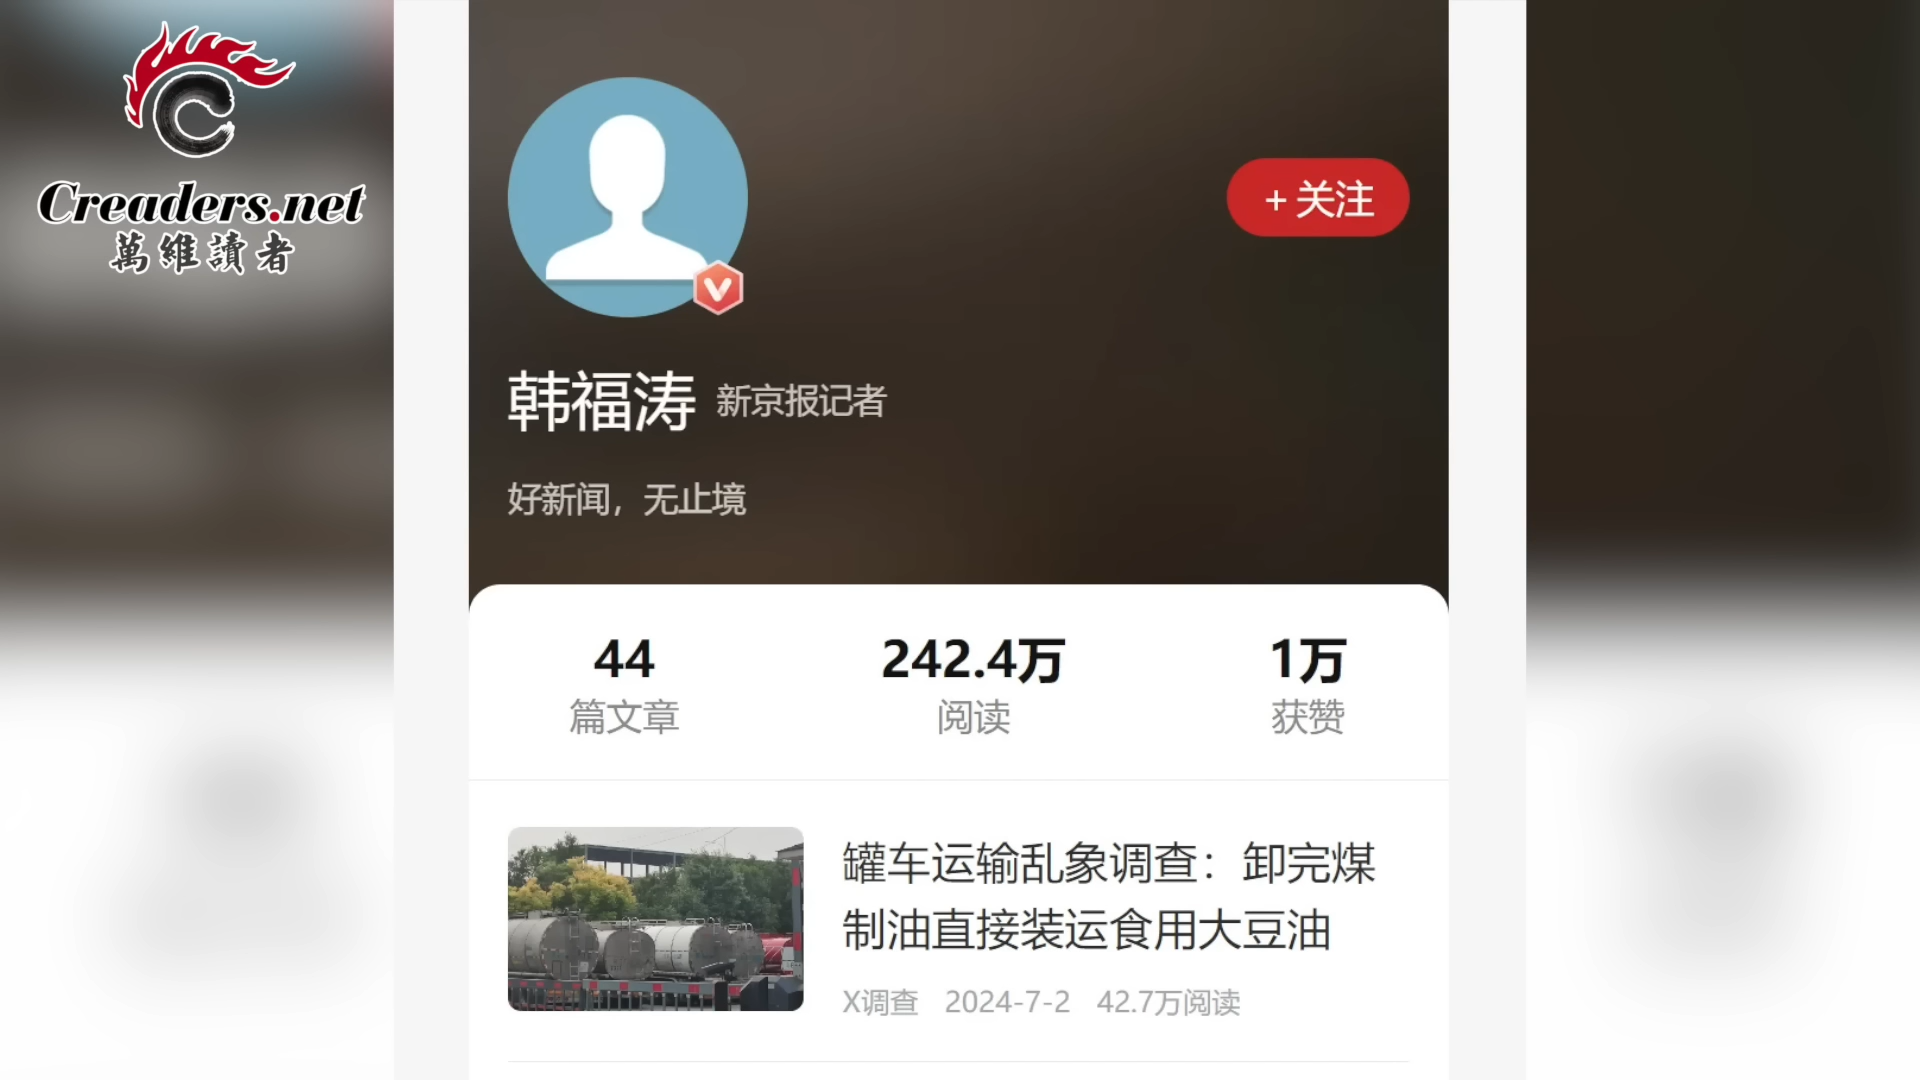 Creaders.net
萬維讀者
+关注
韩福涛 新京报记者
好新闻，无止境
44 242.4万 1万
篇文章 阅读 获赞
罐车运输乱象调查：卸完煤
制油直接装运食用大豆油
X调查 2024-7-2 42.7万阅读